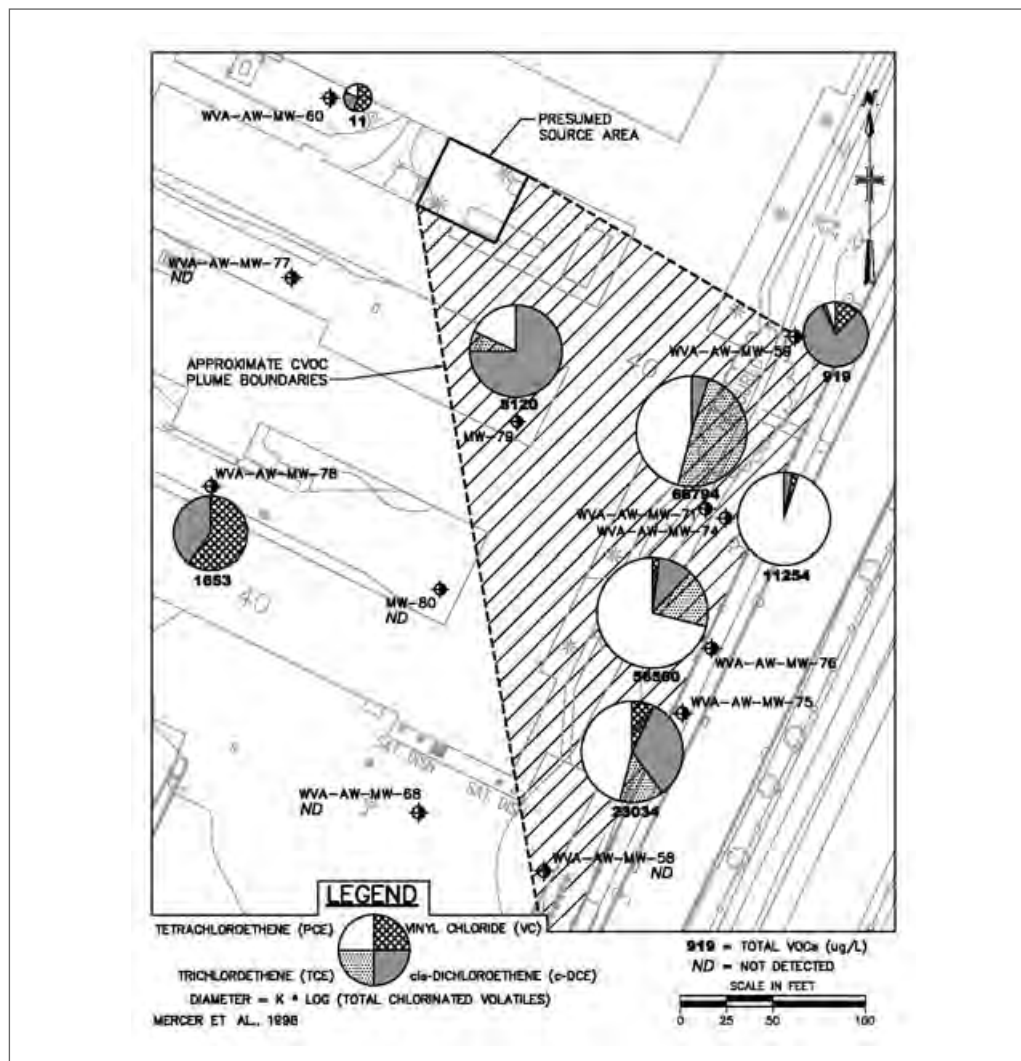 WVA-AW-MW-60
11
PRESUMED
SOURCE AREA
N
WVA-AW-MW-77
ND
APPROXIMATE CVOC
PLUME BOUNDARIES
WVA-AW-MW-59
919
40
MW-79
WVA-AW-MW-78
1653
WVA-AW-MW-71
WVA-AW-MW-74
11254
40
MW-80
ND
WVA-AW-MW-76
WVA-AW-MW-75
23034
WVA-AW-MW-68
ND
WVA-AW-MW-58
ND
LEGEND
TETRACHLOROETHENE (PCE)
VINYL CHLORIDE (VC)
TRICHLOROETHENE (TCE)
cis-DICHLOROETHENE (c-DCE)
DIAMETER = K * LOG (TOTAL CHLORINATED VOLATILES)
MERCER ET AL., 1998
919 = TOTAL VOCs (ug/L)
ND = NOT DETECTED
SCALE IN FEET
0 25 50 100